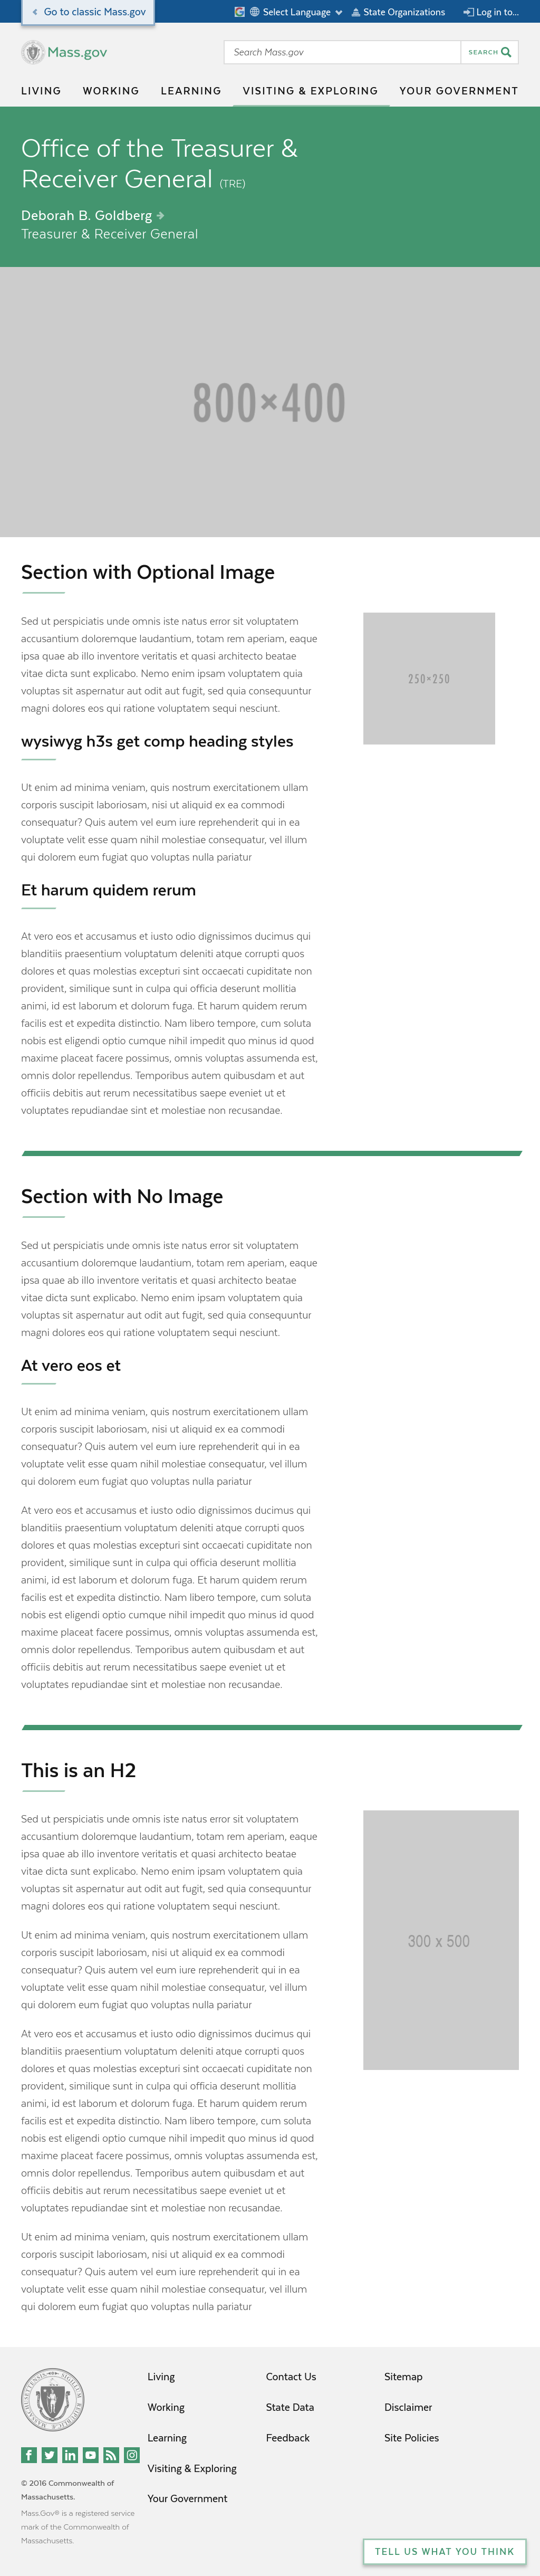 Go to classic Mass.gov
Select Language
State Organizations
Log in to...
Mass.gov
Search Mass.gov
SEARCH
LIVING
WORKING
LEARNING
VISITING & EXPLORING
YOUR GOVERNMENT
Office of the Treasurer &
Receiver General (TRE)
Deborah B. Goldberg
Treasurer & Receiver General
800×400
Section with Optional Image
Sed ut perspiciatis unde omnis iste natus error sit voluptatem
accusantium doloremque laudantium, totam rem aperiam, eaque
ipsa quae ab illo inventore veritatis et quasi architecto beatae
vitae dicta sunt explicabo. Nemo enim ipsam voluptatem quia
voluptas sit aspernatur aut odit aut fugit, sed quia consequuntur
magni dolores eos qui ratione voluptatem sequi nesciunt.
250×250
wysiwyg h3s get comp heading styles
Ut enim ad minima veniam, quis nostrum exercitationem ullam
corporis suscipit laboriosam, nisi ut aliquid ex ea commodi
consequatur? Quis autem vel eum iure reprehenderit qui in ea
voluptate velit esse quam nihil molestiae consequatur, vel illum
qui dolorem eum fugiat quo voluptas nulla pariatur
Et harum quidem rerum
At vero eos et accusamus et iusto odio dignissimos ducimus qui
blanditiis praesentium voluptatum deleniti atque corrupti quos
dolores et quas molestias excepturi sint occaecati cupiditate non
provident, similique sunt in culpa qui officia deserunt mollitia
animi, id est laborum et dolorum fuga. Et harum quidem rerum
facilis est et expedita distinctio. Nam libero tempore, cum soluta
nobis est eligendi optio cumque nihil impedit quo minus id quod
maxime placeat facere possimus, omnis voluptas assumenda est,
omnis dolor repellendus. Temporibus autem quibusdam et aut
officiis debitis aut rerum necessitatibus saepe eveniet ut et
voluptates repudiandae sint et molestiae non recusandae.
Section with No Image
Sed ut perspiciatis unde omnis iste natus error sit voluptatem
accusantium doloremque laudantium, totam rem aperiam, eaque
ipsa quae ab illo inventore veritatis et quasi architecto beatae
vitae dicta sunt explicabo. Nemo enim ipsam voluptatem quia
voluptas sit aspernatur aut odit aut fugit, sed quia consequuntur
magni dolores eos qui ratione voluptatem sequi nesciunt.
At vero eos et
Ut enim ad minima veniam, quis nostrum exercitationem ullam
corporis suscipit laboriosam, nisi ut aliquid ex ea commodi
consequatur? Quis autem vel eum iure reprehenderit qui in ea
voluptate velit esse quam nihil molestiae consequatur, vel illum
qui dolorem eum fugiat quo voluptas nulla pariatur
At vero eos et accusamus et iusto odio dignissimos ducimus qui
blanditiis praesentium voluptatum deleniti atque corrupti quos
dolores et quas molestias excepturi sint occaecati cupiditate non
provident, similique sunt in culpa qui officia deserunt mollitia
animi, id est laborum et dolorum fuga. Et harum quidem rerum
facilis est et expedita distinctio. Nam libero tempore, cum soluta
nobis est eligendi optio cumque nihil impedit quo minus id quod
maxime placeat facere possimus, omnis voluptas assumenda est,
omnis dolor repellendus. Temporibus autem quibusdam et aut
officiis debitis aut rerum necessitatibus saepe eveniet ut et
voluptates repudiandae sint et molestiae non recusandae.
This is an H2
Sed ut perspiciatis unde omnis iste natus error sit voluptatem
accusantium doloremque laudantium, totam rem aperiam, eaque
ipsa quae ab illo inventore veritatis et quasi architecto beatae
vitae dicta sunt explicabo. Nemo enim ipsam voluptatem quia
voluptas sit aspernatur aut odit aut fugit, sed quia consequuntur
magni dolores eos qui ratione voluptatem sequi nesciunt.
300 x 500
Ut enim ad minima veniam, quis nostrum exercitationem ullam
corporis suscipit laboriosam, nisi ut aliquid ex ea commodi
consequatur? Quis autem vel eum iure reprehenderit qui in ea
voluptate velit esse quam nihil molestiae consequatur, vel illum
qui dolorem eum fugiat quo voluptas nulla pariatur
At vero eos et accusamus et iusto odio dignissimos ducimus qui
blanditiis praesentium voluptatum deleniti atque corrupti quos
dolores et quas molestias excepturi sint occaecati cupiditate non
provident, similique sunt in culpa qui officia deserunt mollitia
animi, id est laborum et dolorum fuga. Et harum quidem rerum
facilis est et expedita distinctio. Nam libero tempore, cum soluta
nobis est eligendi optio cumque nihil impedit quo minus id quod
maxime placeat facere possimus, omnis voluptas assumenda est,
omnis dolor repellendus. Temporibus autem quibusdam et aut
officiis debitis aut rerum necessitatibus saepe eveniet ut et
voluptates repudiandae sint et molestiae non recusandae.
Ut enim ad minima veniam, quis nostrum exercitationem ullam
corporis suscipit laboriosam, nisi ut aliquid ex ea commodi
consequatur? Quis autem vel eum iure reprehenderit qui in ea
voluptate velit esse quam nihil molestiae consequatur, vel illum
qui dolorem eum fugiat quo voluptas nulla pariatur
Living
Working
Learning
Visiting & Exploring
Your Government
Contact Us
State Data
Feedback
Sitemap
Disclaimer
Site Policies
© 2016 Commonwealth of
Massachusetts.
Mass.Gov® is a registered service
mark of the Commonwealth of
Massachusetts.
TELL US WHAT YOU THINK